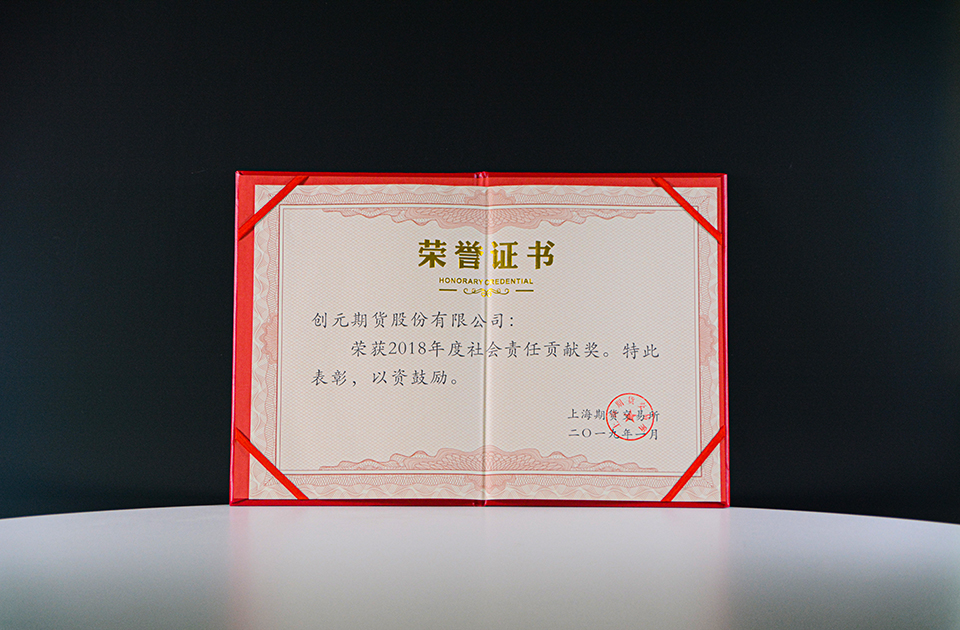 荣誉证书
HONORARY CREDENTIAL
创元期货股份有限公司：
荣获2018年度社会责任贡献奖。特此
表彰，以资鼓励。
上海期货交易所
二〇一九年一月